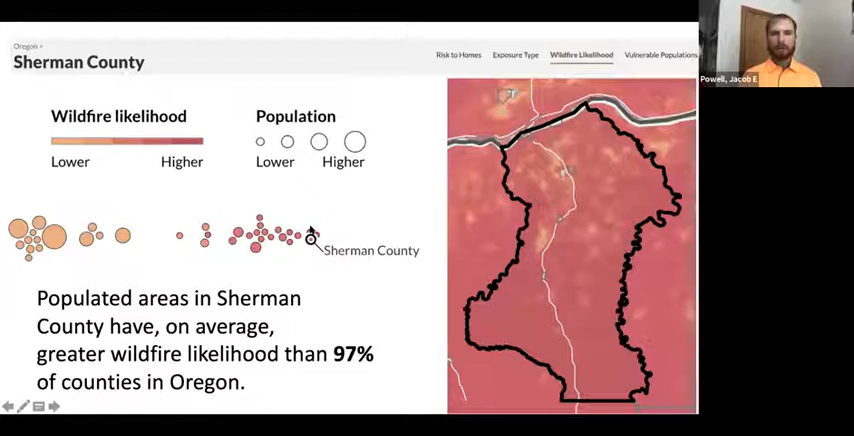 Oregon >
Sherman County
Risk to Homes
Exposure Type
Wildfire Likelihood
Vulnerable Populations
Powell, Jacob E
Wildfire likelihood
Population
Lower
Higher
Lower
Higher
Sherman County
Populated areas in Sherman
County have, on average,
greater wildfire likelihood than 97%
of counties in Oregon.